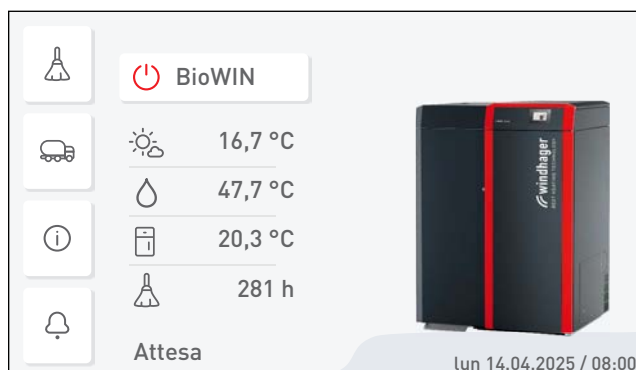 BioWIN
16,7 °C
47,7 °C
20,3 °C
281 h
Attesa
windhager
lun 14.04.2025 / 08:00